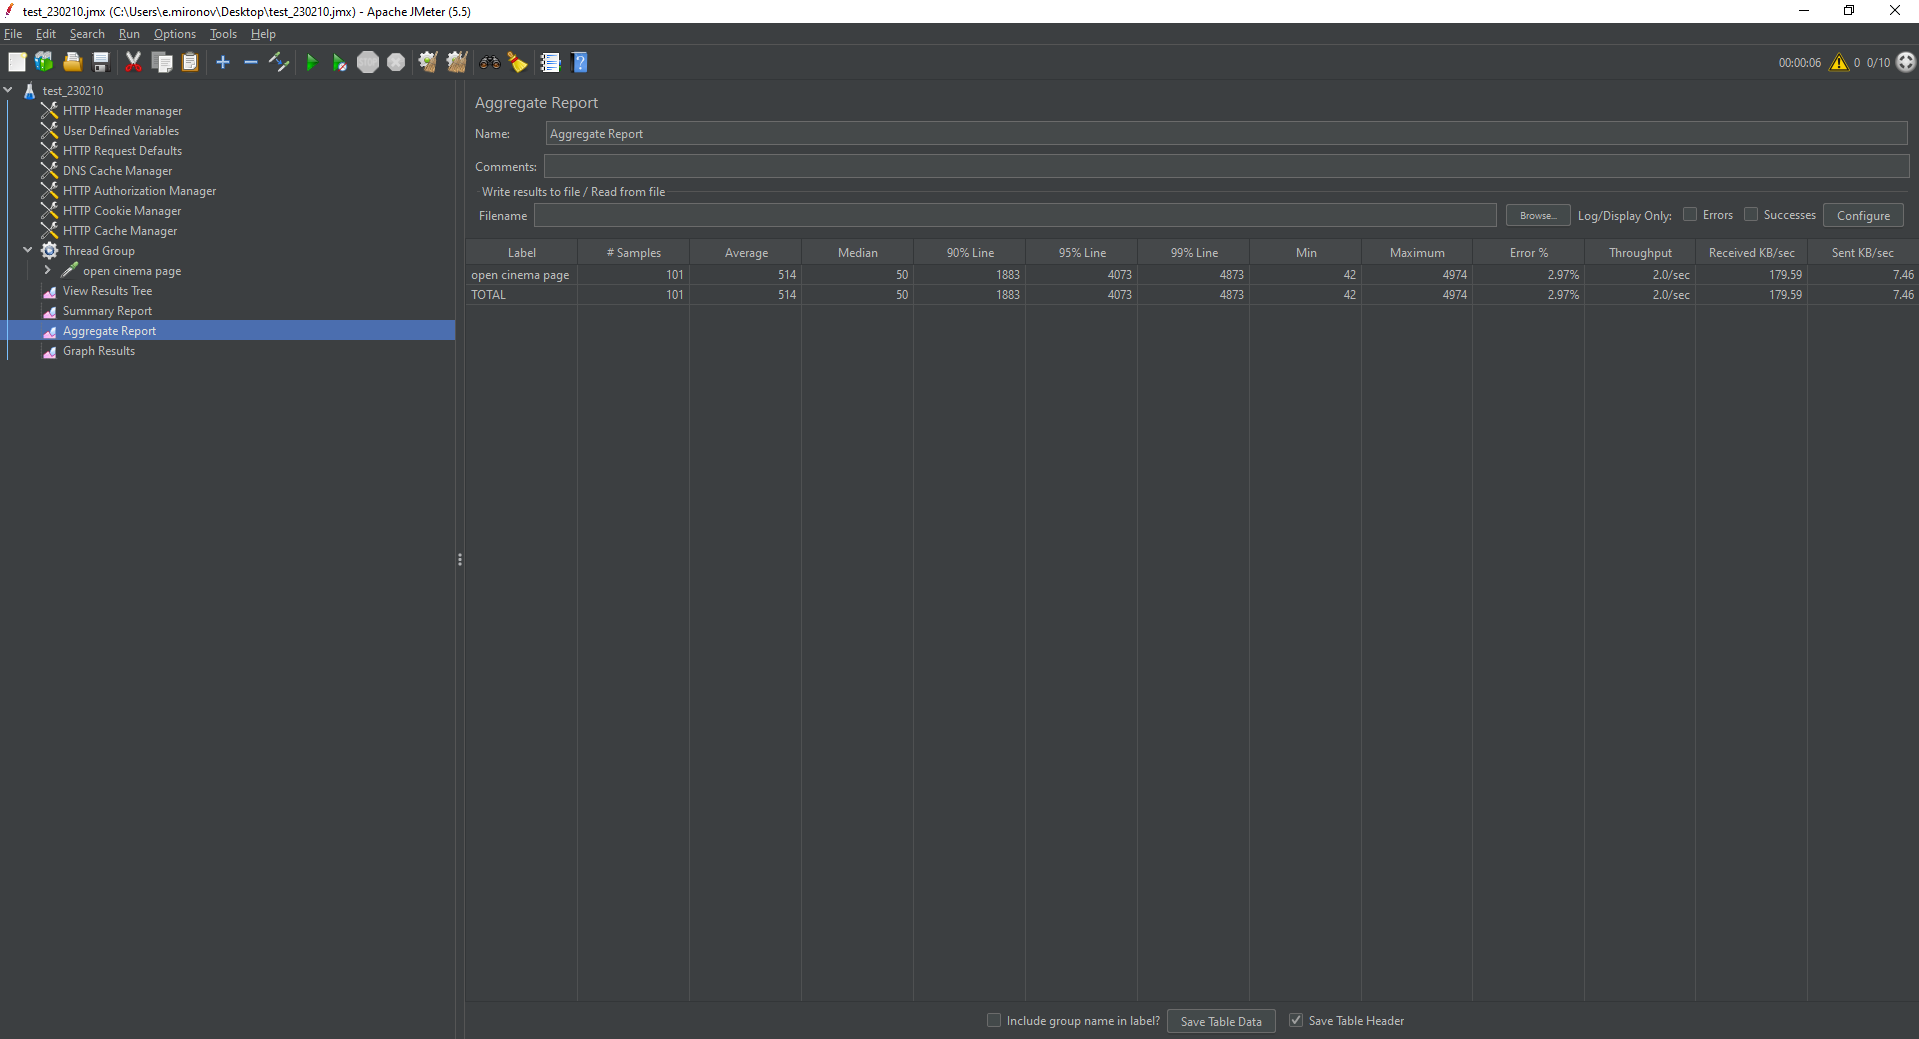 test_230210.jmx (C:\Users\e.mironov\Desktop\test_230210.jmx) - Apache JMeter (5.5)
File Edit Search Run Options Tools Help
00:00:06 0 0/10
test_230210
HTTP Header manager
User Defined Variables
HTTP Request Defaults
DNS Cache Manager
HTTP Authorization Manager
HTTP Cookie Manager
HTTP Cache Manager
Thread Group
open cinema page
View Results Tree
Summary Report
Aggregate Report
Graph Results
Aggregate Report
Name: Aggregate Report
Comments:
Write results to file / Read from file
Filename Browse... Log/Display Only: Errors Successes Configure
Label # Samples Average Median 90% Line 95% Line 99% Line Min Maximum Error % Throughput Received KB/sec Sent KB/sec
open cinema page 101 514 50 1883 4073 4873 42 4974 2.97% 2.0/sec 179.59 7.46
TOTAL 101 514 50 1883 4073 4873 42 4974 2.97% 2.0/sec 179.59 7.46
Include group name in label? Save Table Data Save Table Header